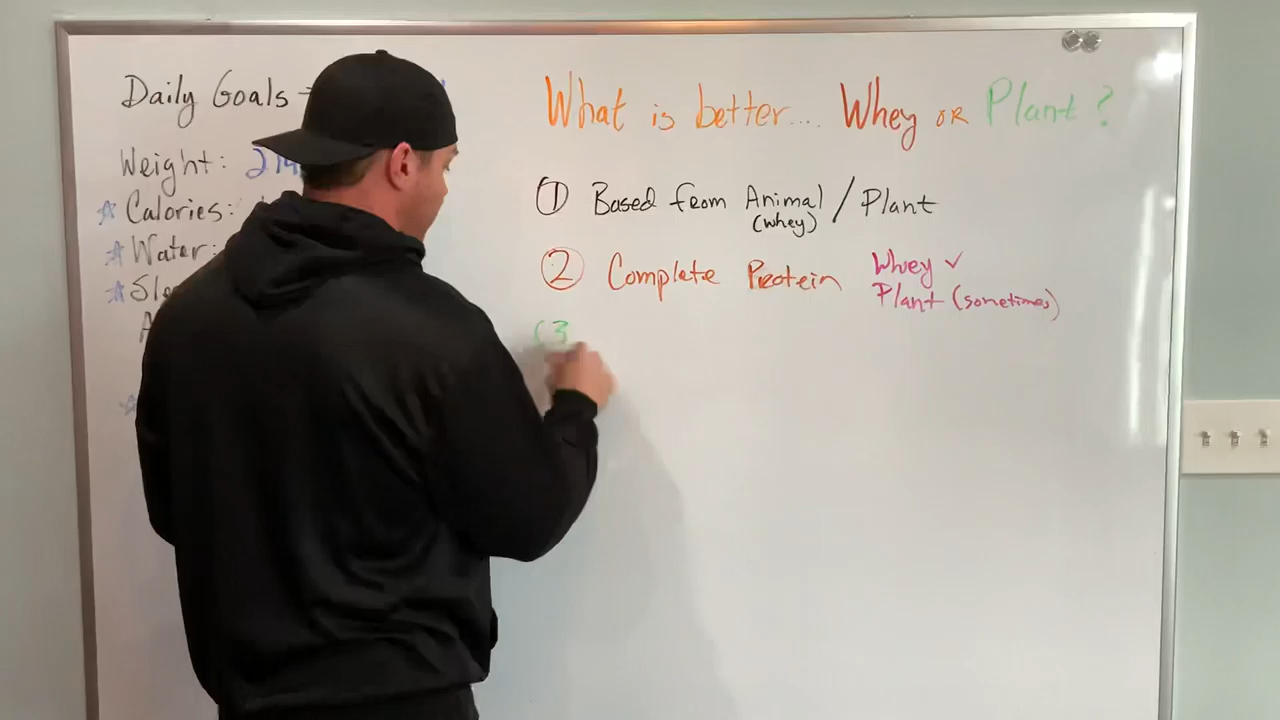 Daily Goals
Weight:
Calories:
Water:
What is better.... Whey or Plant ?
1 Based from Animal / Plant
(whey)
2 Complete Protein
Whey ✓
Plant (sometimes)
(3